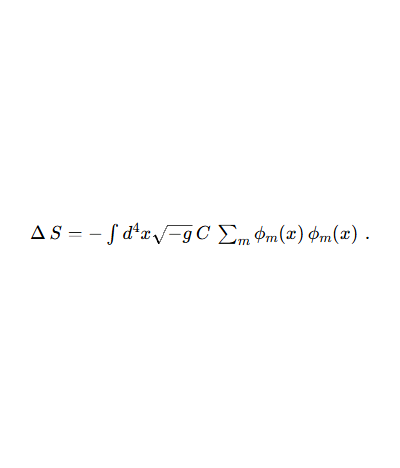 Δ S = − ∫ d⁴x√−g C ∑ₘ ϕₘ(x) ϕₘ(x) .